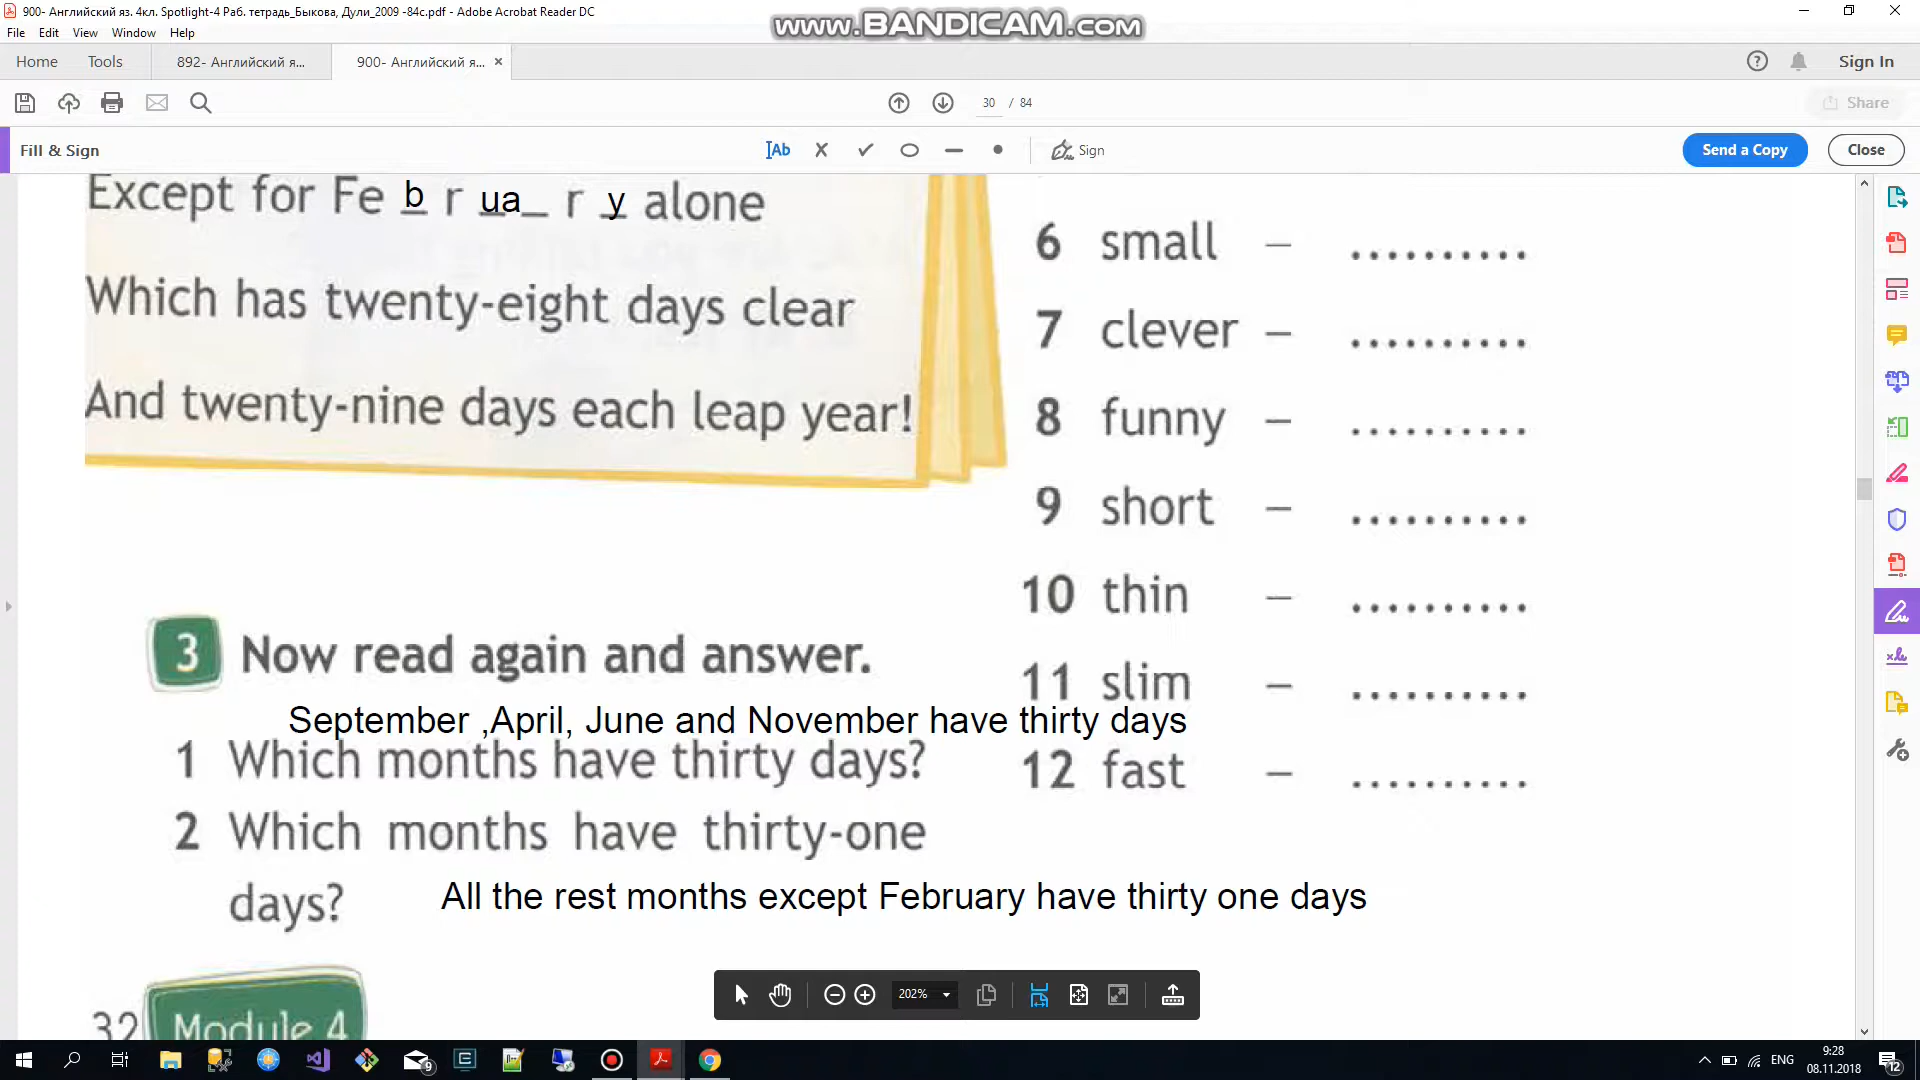 900- Английский яз. 4кл. Spotlight-4 Раб. тетрадь_Быкова, Дули_2009 -84с.pdf - Adobe Acrobat Reader DC
www.BANDICAM.com
File Edit View Window Help
Home Tools 892- Английский я... 900- Английский я... Sign In
30 / 84
Share
Fill & Sign
Ab
Sign
Send a Copy
Close
Except for Fe b r ua _ r y alone
Which has twenty-eight days clear
And twenty-nine days each leap year!
3 Now read again and answer.
September ,April, June and November have thirty days
1 Which months have thirty days?
2 Which months have thirty-one
days?
All the rest months except February have thirty one days
32 Module 4
6 small – ..........
7 clever – ..........
8 funny – ..........
9 short – ..........
10 thin – ..........
11 slim – ..........
12 fast – ..........
202%
9
ENG
9:28
08.11.2018
12